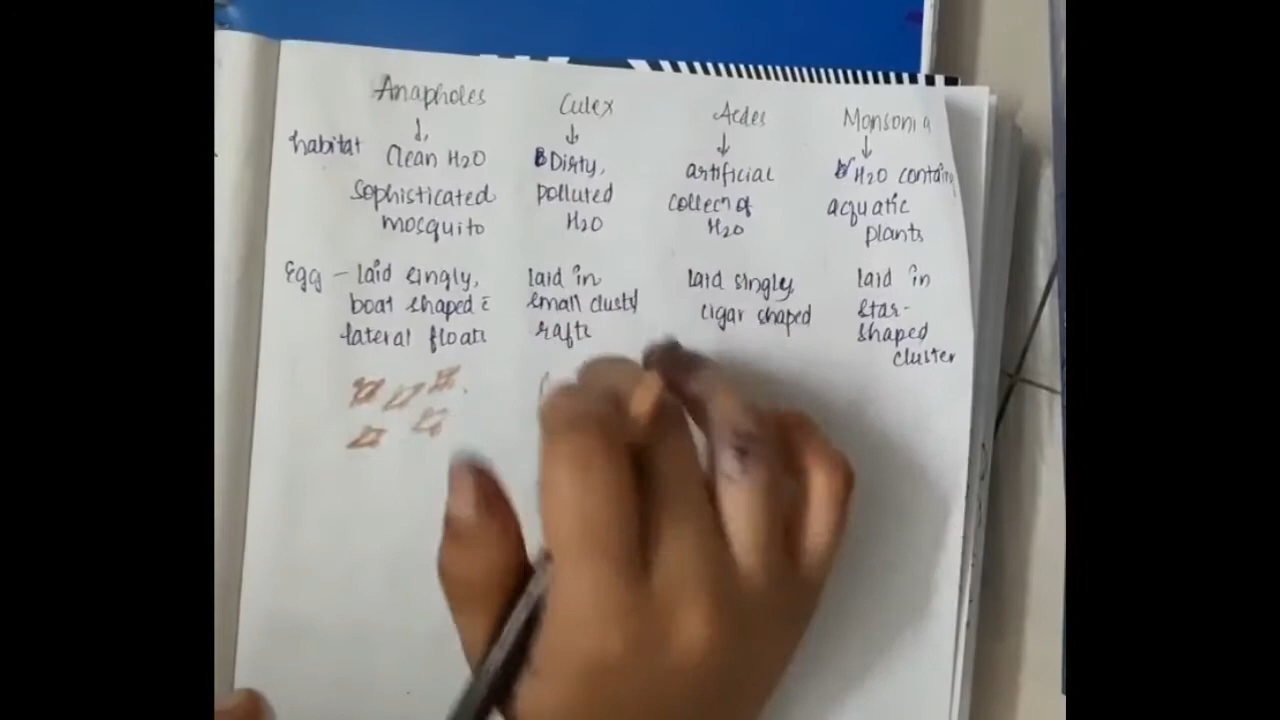 Anapholes Culex Aedes Monsonia
habitat Clean H2O Dirty, artificial H2O containg
Sophisticated polluted collecn of aquatic
mosquito H2O H2O plants
Egg - laid singly, laid in laid singly, laid in
boat shaped c̄ small clusty cigar shaped star-
lateral floats rafts shaped
cluster